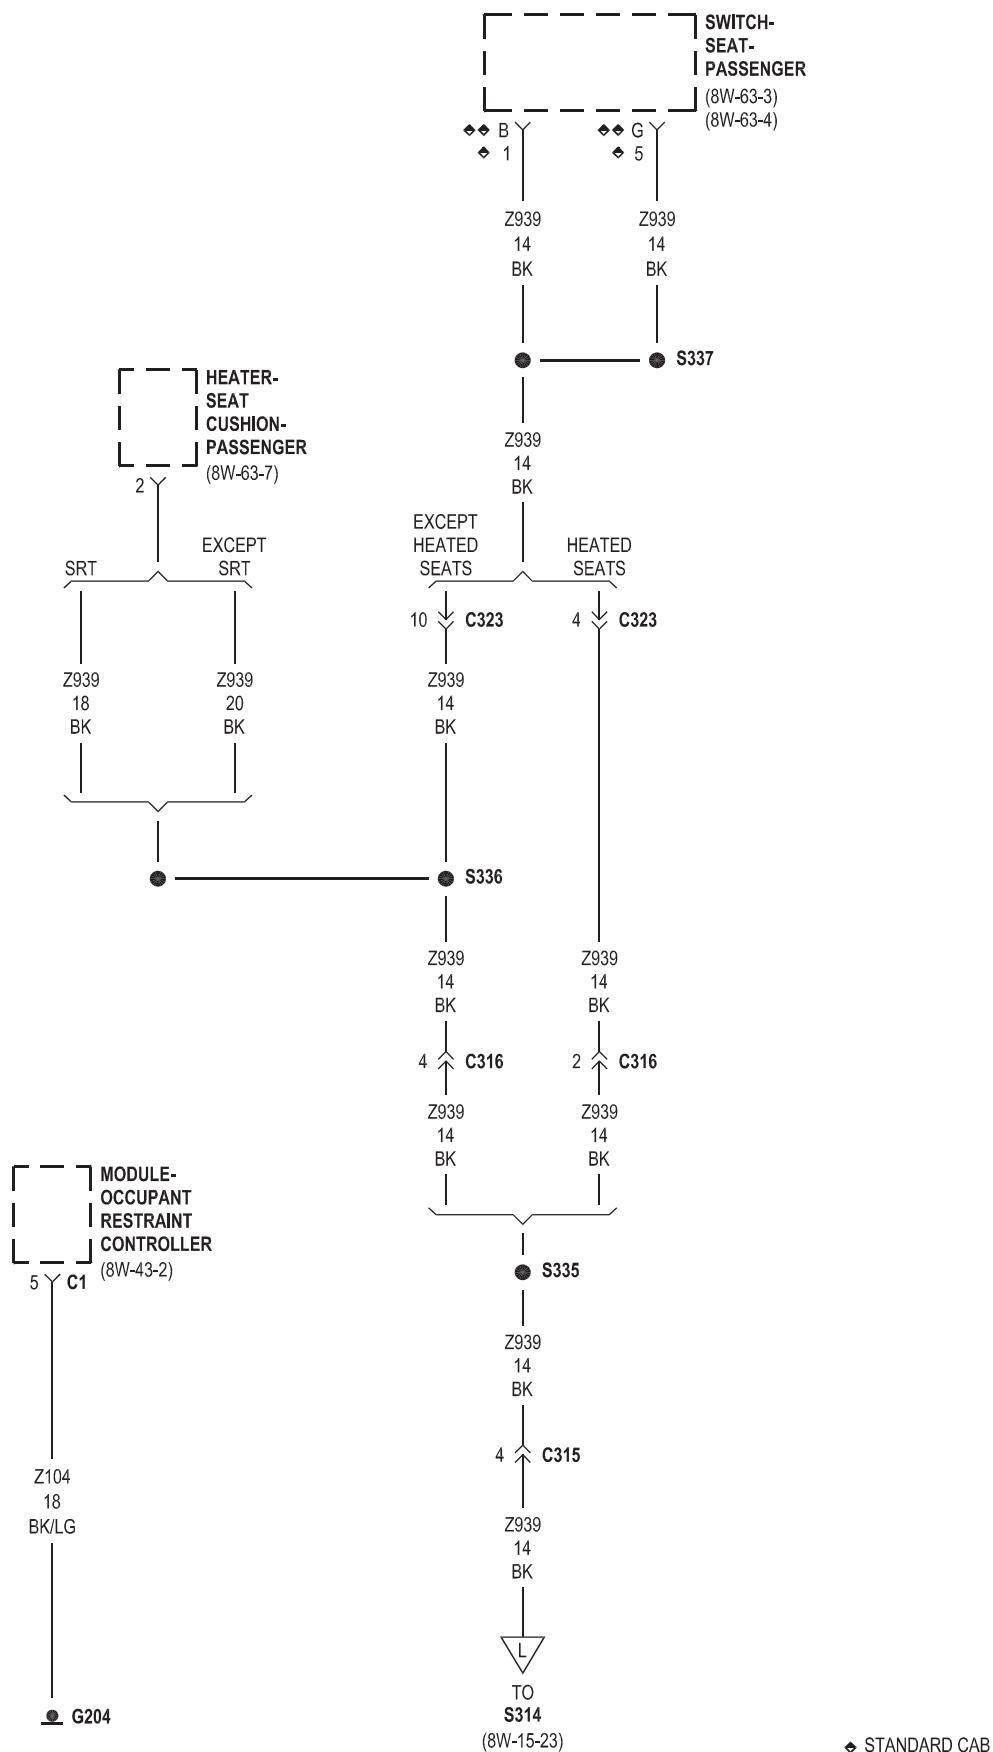 SWITCH-
SEAT-
PASSENGER
(8W-63-3)
(8W-63-4)
B
1
G
5
Z939
14
BK
Z939
14
BK
S337
HEATER-
SEAT
CUSHION-
PASSENGER
(8W-63-7)
2
Z939
14
BK
SRT
EXCEPT
SRT
EXCEPT
HEATED
SEATS
HEATED
SEATS
10
C323
4
C323
Z939
18
BK
Z939
20
BK
Z939
14
BK
S336
Z939
14
BK
Z939
14
BK
4
C316
2
C316
Z939
14
BK
Z939
14
BK
MODULE-
OCCUPANT
RESTRAINT
CONTROLLER
(8W-43-2)
5
C1
S335
Z939
14
BK
4
C315
Z104
18
BK/LG
Z939
14
BK
L
TO
S314
(8W-15-23)
G204
STANDARD CAB